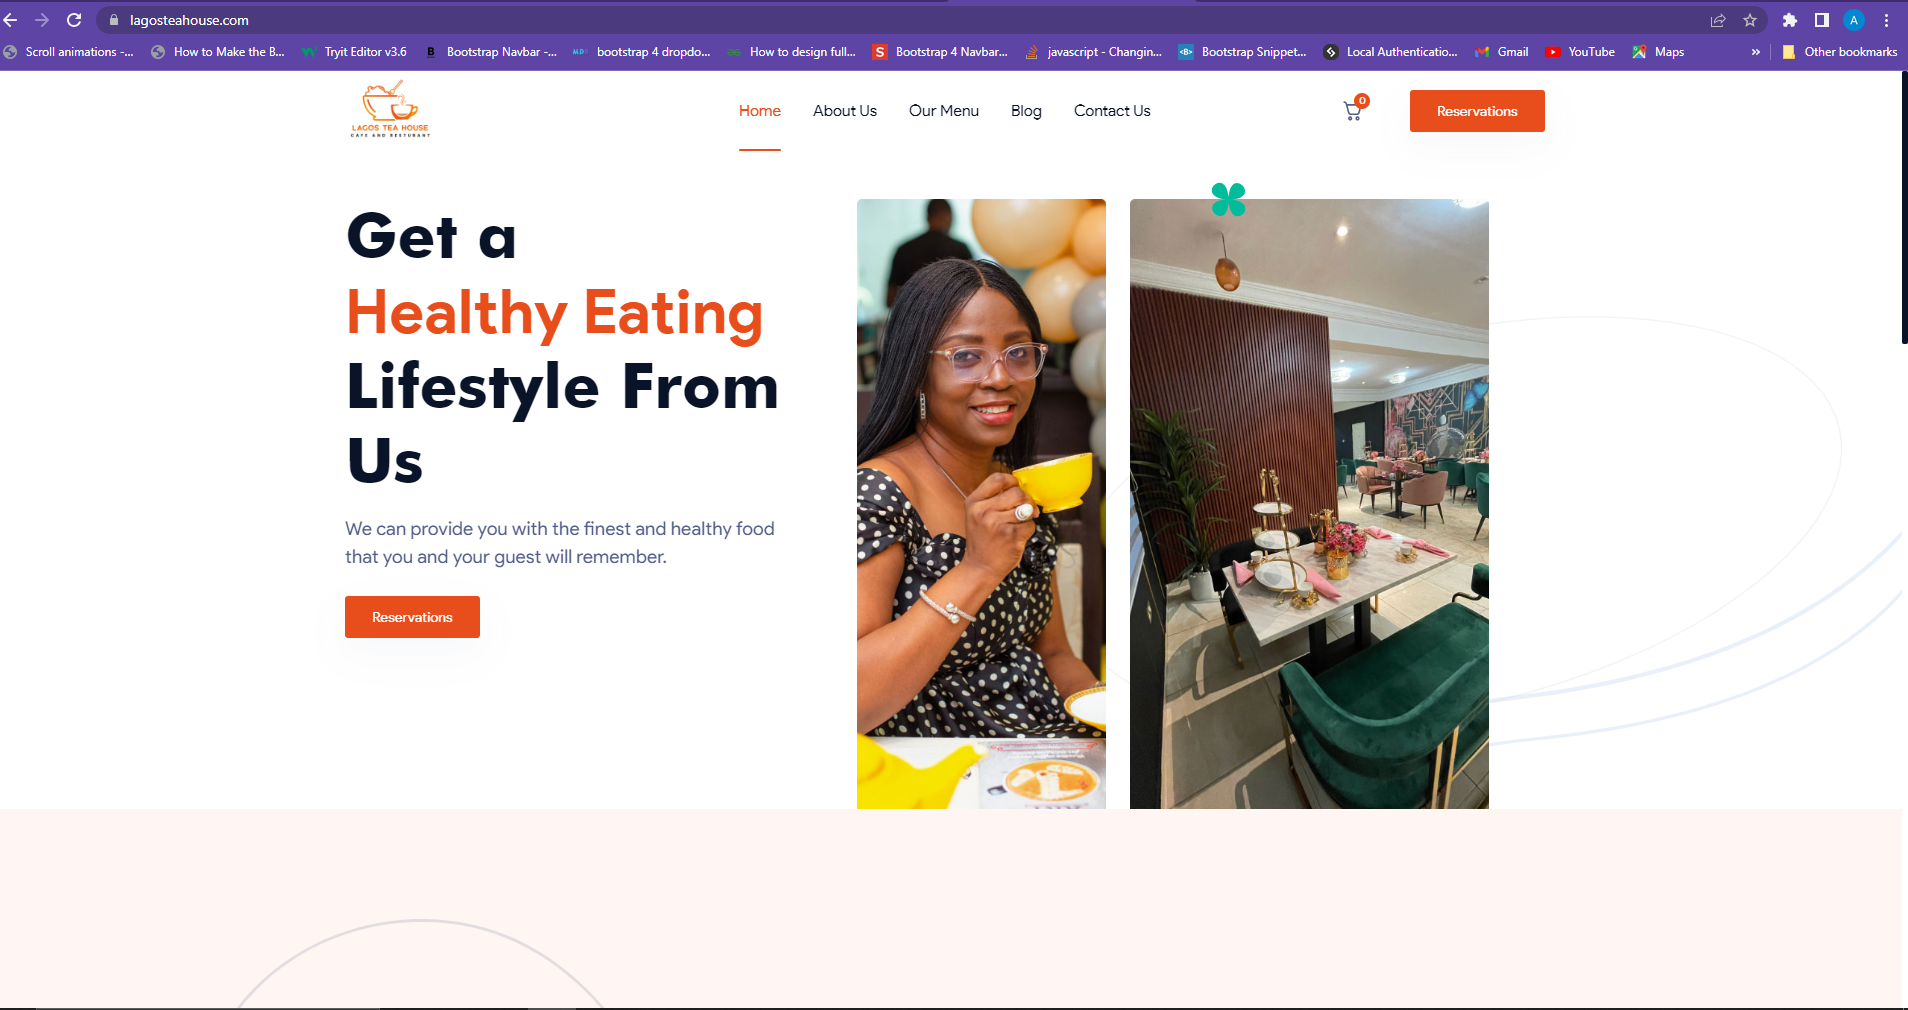 lagosteahouse.com
A
Scroll animations -...
How to Make the B...
Tryit Editor v3.6
B
Bootstrap Navbar -...
MD
bootstrap 4 dropdo...
How to design full...
S
Bootstrap 4 Navbar...
javascript - Changin...
<B>
Bootstrap Snippet...
Local Authenticatio...
Gmail
YouTube
Maps
»
Other bookmarks
LAGOS TEA HOUSE
CAFE AND RESTURANT
Home
About Us
Our Menu
Blog
Contact Us
0
Reservations
Get a
Healthy Eating
Lifestyle From
Us
We can provide you with the finest and healthy food
that you and your guest will remember.
Reservations